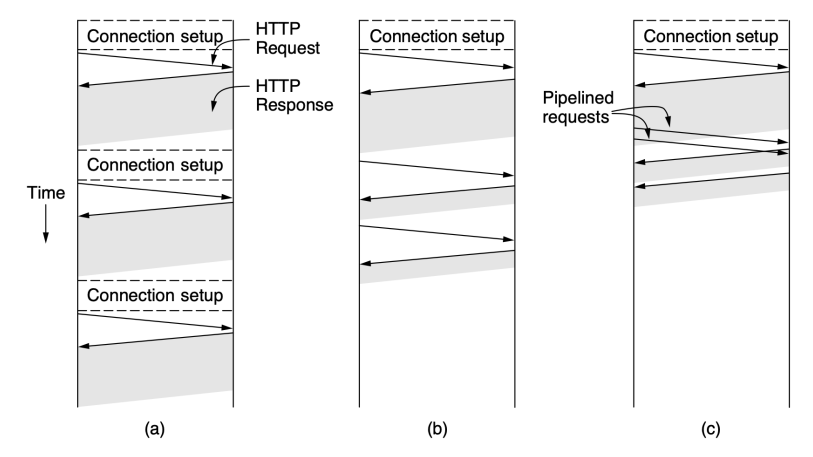 Connection setup
HTTP
Request
HTTP
Response
Connection setup
Time
Connection setup
(a)
Connection setup
(b)
Connection setup
Pipelined
requests
(c)